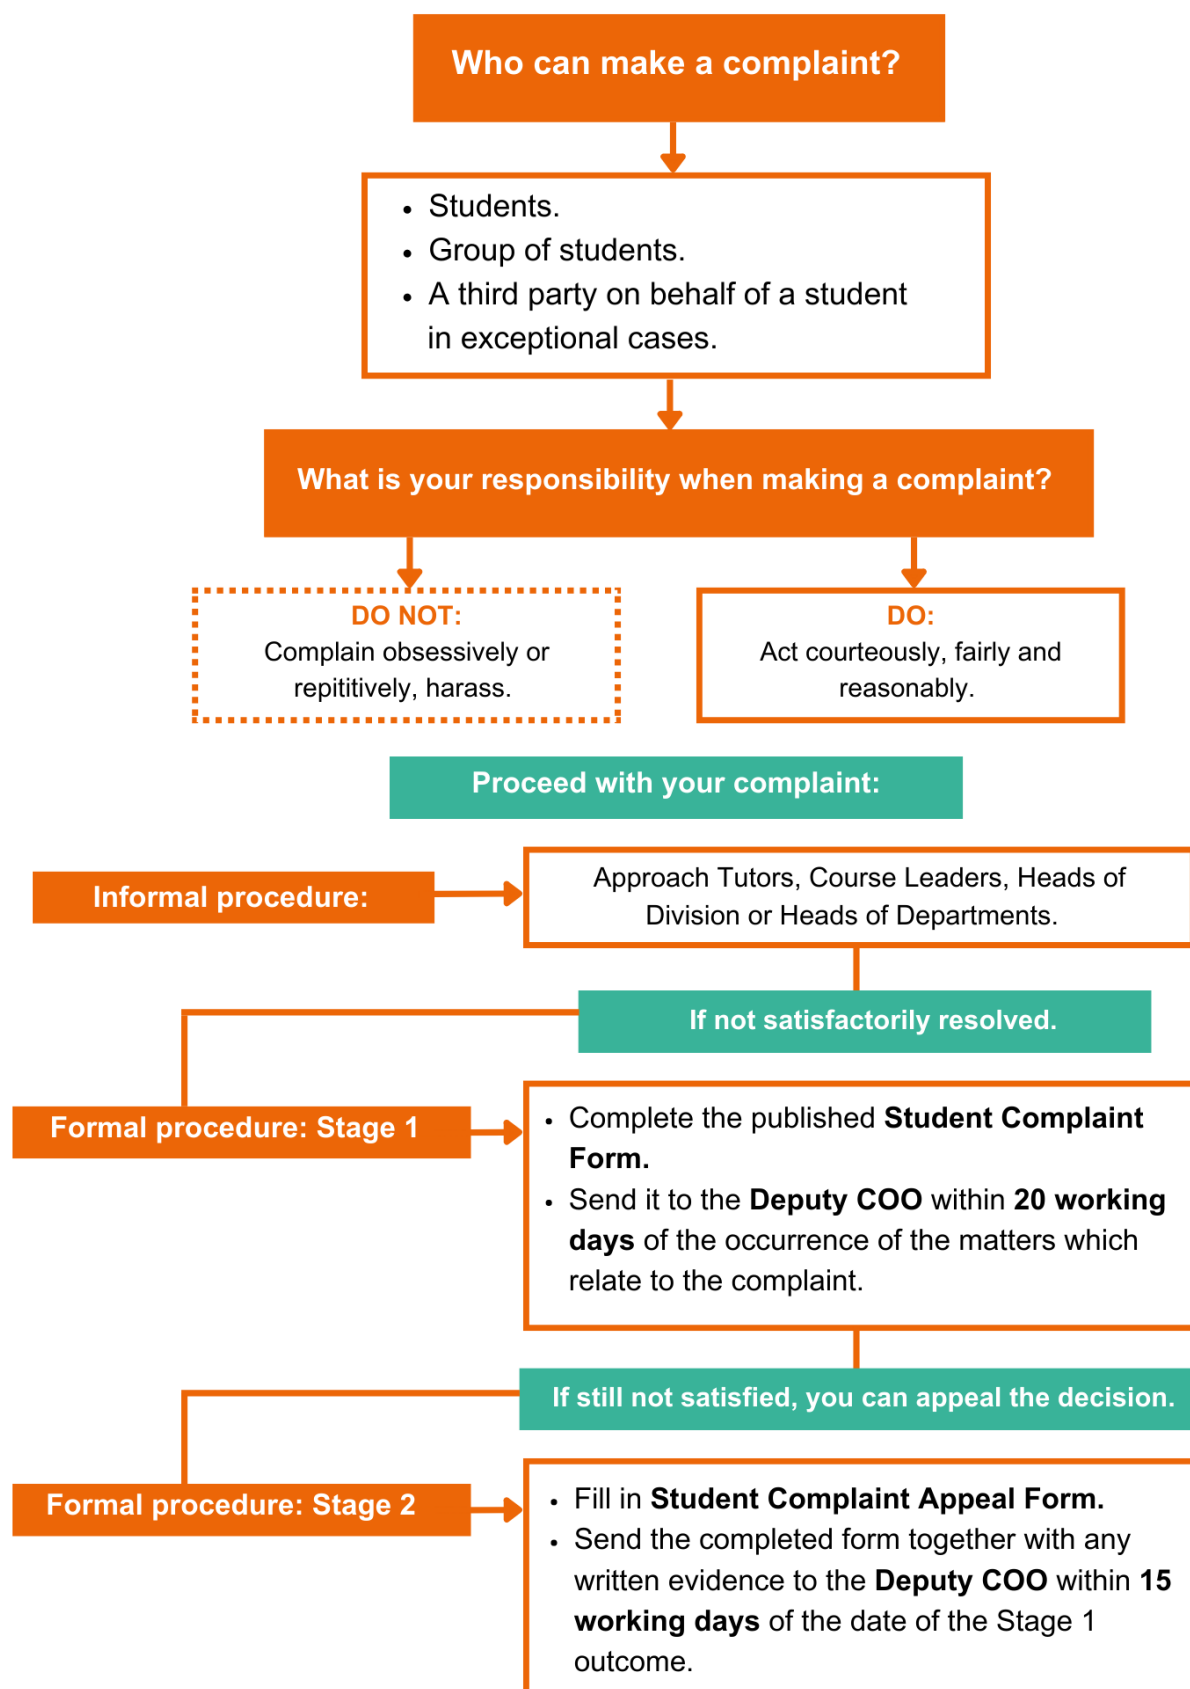 Who can make a complaint?
• Students.
• Group of students.
• A third party on behalf of a student
in exceptional cases.
What is your responsibility when making a complaint?
DO NOT:
Complain obsessively or
repititively, harass.
DO:
Act courteously, fairly and
reasonably.
Proceed with your complaint:
Informal procedure:
Approach Tutors, Course Leaders, Heads of
Division or Heads of Departments.
If not satisfactorily resolved.
Formal procedure: Stage 1
• Complete the published Student Complaint
Form.
• Send it to the Deputy COO within 20 working
days of the occurrence of the matters which
relate to the complaint.
If still not satisfied, you can appeal the decision.
Formal procedure: Stage 2
• Fill in Student Complaint Appeal Form.
• Send the completed form together with any
written evidence to the Deputy COO within 15
working days of the date of the Stage 1
outcome.